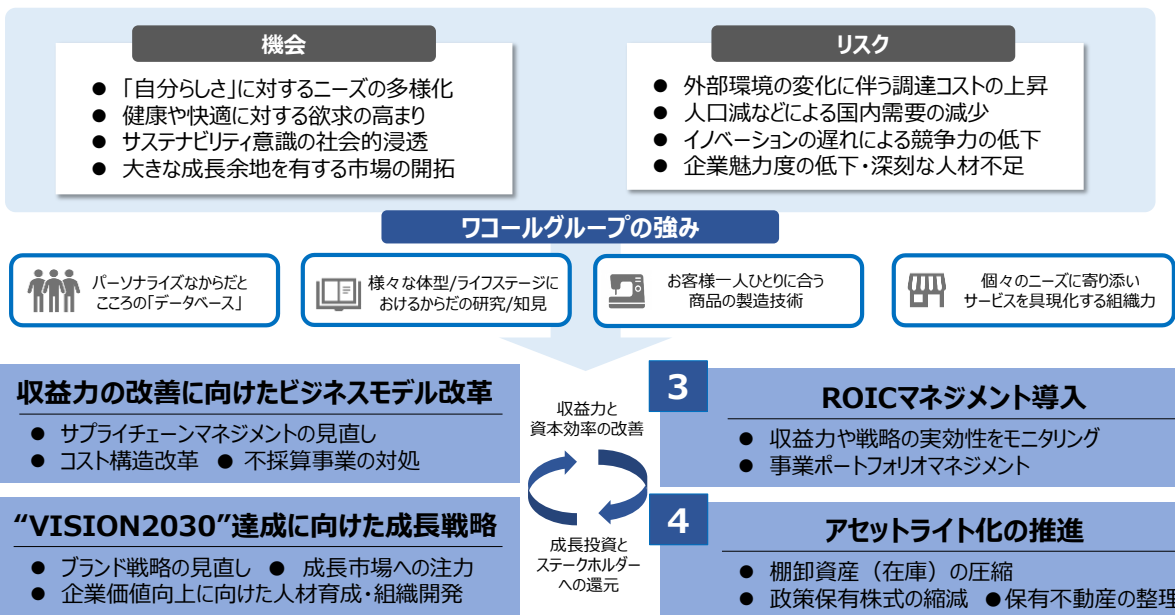 機会
● 「自分らしさ」に対するニーズの多様化
● 健康や快適に対する欲求の高まり
● サステナビリティ意識の社会的浸透
● 大きな成長余地を有する市場の開拓
リスク
● 外部環境の変化に伴う調達コストの上昇
● 人口減などによる国内需要の減少
● イノベーションの遅れによる競争力の低下
● 企業魅力度の低下・深刻な人材不足
ワコールグループの強み
パーソナライズなからだと
こころの「データベース」
様々な体型/ライフステージに
おけるからだの研究/知見
お客様一人ひとりに合う
商品の製造技術
個々のニーズに寄り添い
サービスを具現化する組織力
収益力の改善に向けたビジネスモデル改革
● サプライチェーンマネジメントの見直し
● コスト構造改革 ● 不採算事業の対処
“VISION2030”達成に向けた成長戦略
● ブランド戦略の見直し ● 成長市場への注力
● 企業価値向上に向けた人材育成・組織開発
収益力と
資本効率の改善
成長投資と
ステークホルダー
への還元
3
ROICマネジメント導入
● 収益力や戦略の実効性をモニタリング
● 事業ポートフォリオマネジメント
4
アセットライト化の推進
● 棚卸資産（在庫）の圧縮
● 政策保有株式の縮減 ●保有不動産の整理